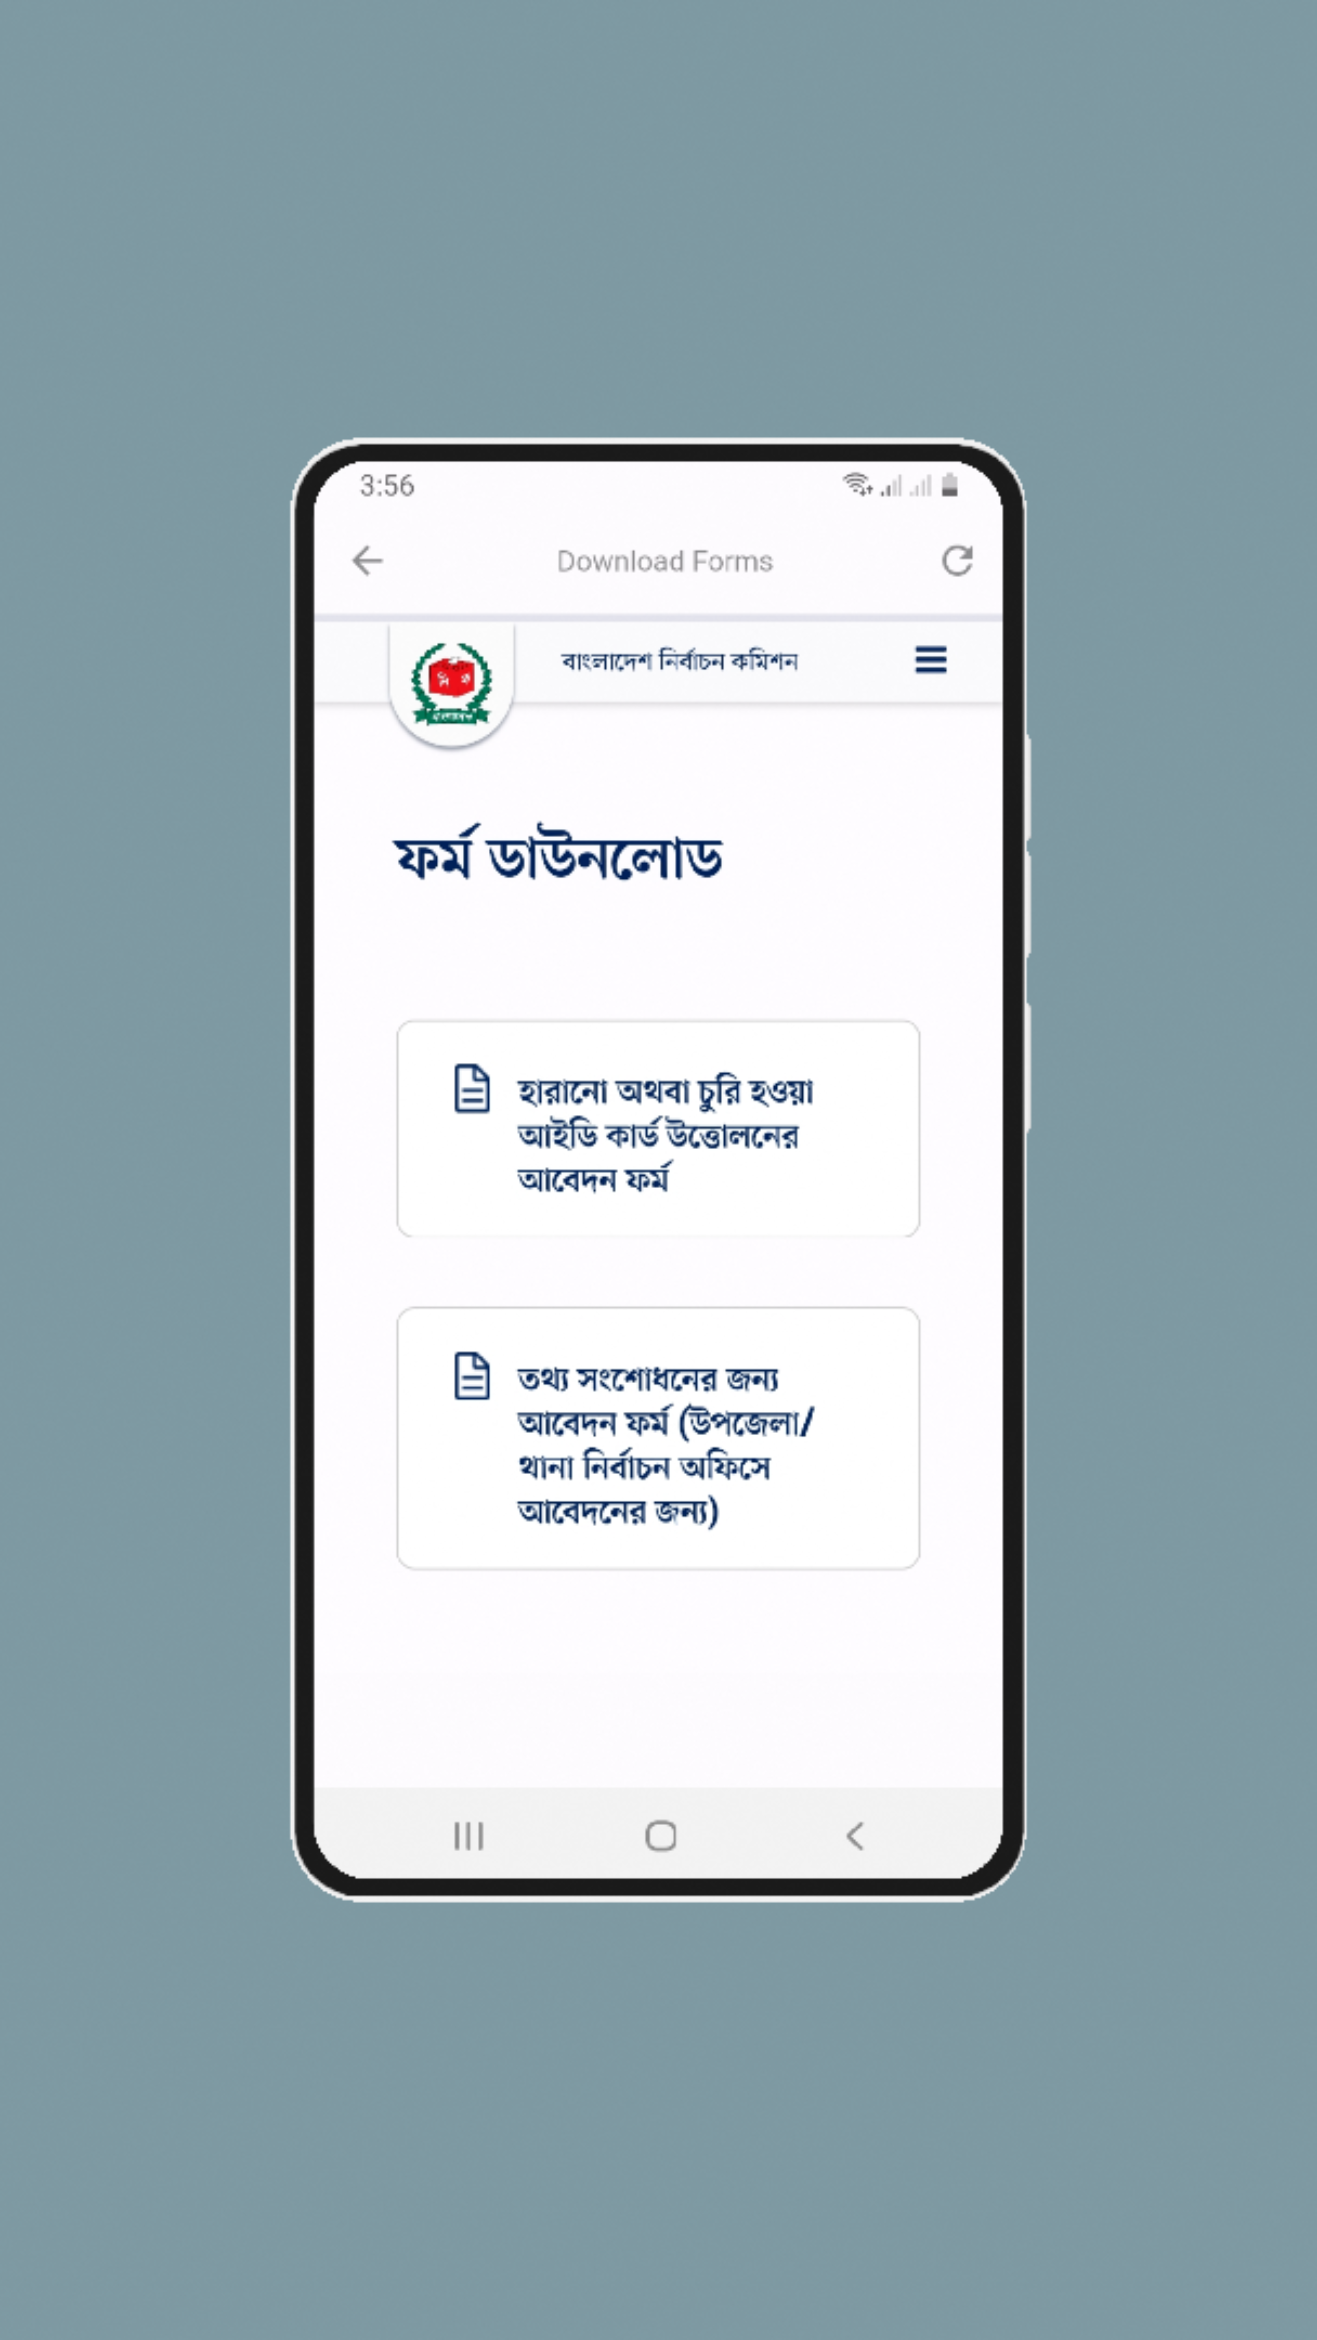 3:56
Download Forms
বাংলাদেশ নির্বাচন কমিশন
ফর্ম ডাউনলোড
হারানো অথবা চুরি হওয়া
আইডি কার্ড উত্তোলনের
আবেদন ফর্ম
তথ্য সংশোধনের জন্য
আবেদন ফর্ম (উপজেলা/
থানা নির্বাচন অফিসে
আবেদনের জন্য)